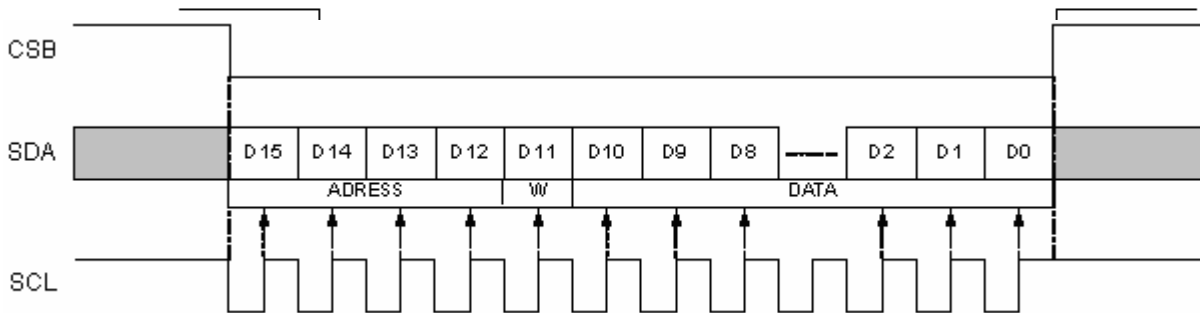 CSB
SDA D15 D14 D13 D12 D11 D10 D9 D8 D2 D1 D0
ADRESS W DATA
SCL